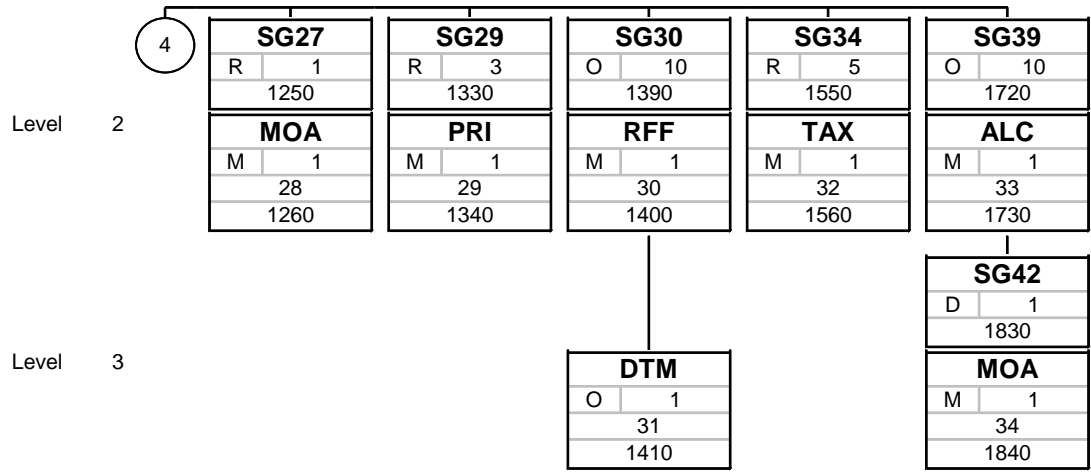 4
SG27 SG29 SG30 SG34 SG39
R 1 R 3 O 10 R 5 O 10
1250 1330 1390 1550 1720
Level 2 MOA PRI RFF TAX ALC
M 1 M 1 M 1 M 1 M 1
28 29 30 32 33
1260 1340 1400 1560 1730
SG42
D 1
1830
Level 3 DTM MOA
O 1 M 1
31 34
1410 1840